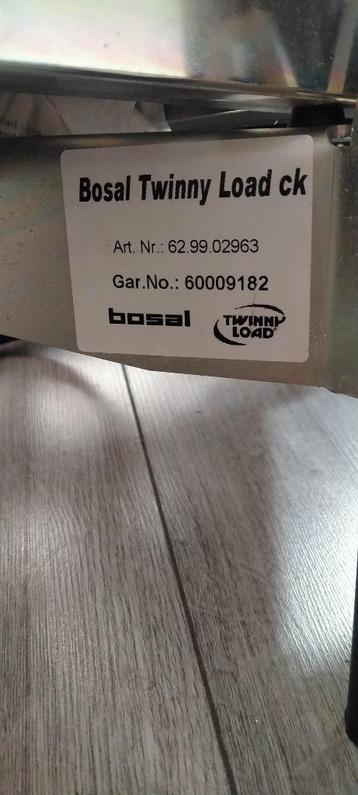 Bosal Twinny Load ck
Art. Nr.: 62.99.02963
Gar.No.: 60009182
bosal
TWINNY
LOAD®